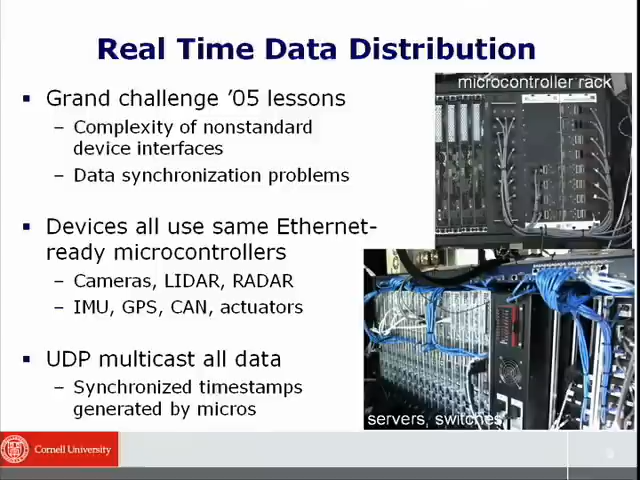 Real Time Data Distribution
▪ Grand challenge ’05 lessons
– Complexity of nonstandard
device interfaces
– Data synchronization problems
▪ Devices all use same Ethernet-
ready microcontrollers
– Cameras, LIDAR, RADAR
– IMU, GPS, CAN, actuators
▪ UDP multicast all data
– Synchronized timestamps
generated by micros
microcontroller rack
servers, switches
Cornell University